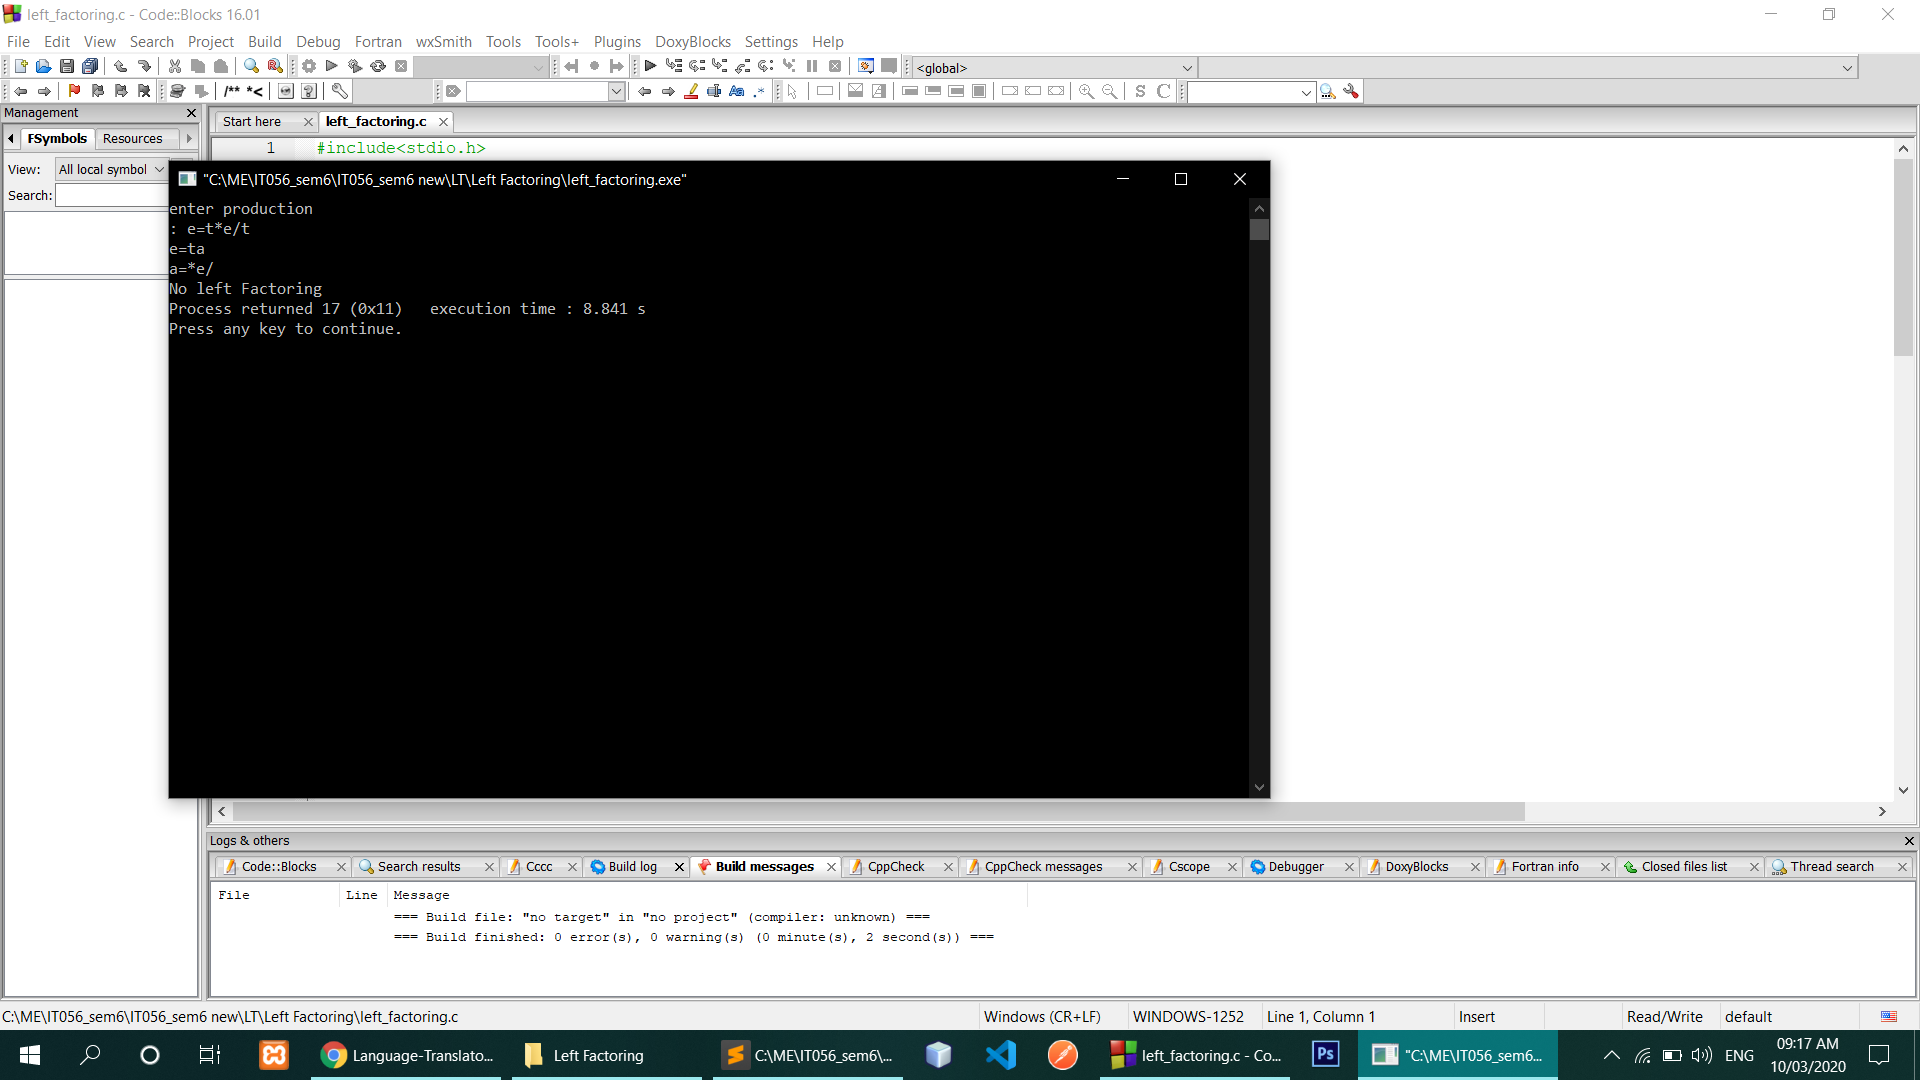 left_factoring.c - Code::Blocks 16.01
File Edit View Search Project Build Debug Fortran wxSmith Tools Tools+ Plugins DoxyBlocks Settings Help
<global>
/** *<
Aa .* S C
Management
Start here left_factoring.c
FSymbols Resources
1 #include<stdio.h>
View: All local symbol
Search:
"C:\ME\IT056_sem6\IT056_sem6 new\LT\Left Factoring\left_factoring.exe"
enter production
: e=t*e/t
e=ta
a=*e/
No left Factoring
Process returned 17 (0x11)   execution time : 8.841 s
Press any key to continue.
Logs & others
Code::Blocks Search results Cccc Build log Build messages CppCheck CppCheck messages Cscope Debugger DoxyBlocks Fortran info Closed files list Thread search
File Line Message
=== Build file: "no target" in "no project" (compiler: unknown) ===
=== Build finished: 0 error(s), 0 warning(s) (0 minute(s), 2 second(s)) ===
C:\ME\IT056_sem6\IT056_sem6 new\LT\Left Factoring\left_factoring.c Windows (CR+LF) WINDOWS-1252 Line 1, Column 1 Insert Read/Write default
Language-Translato... Left Factoring C:\ME\IT056_sem6\... left_factoring.c - Co... Ps "C:\ME\IT056_sem6... ENG 09:17 AM
10/03/2020